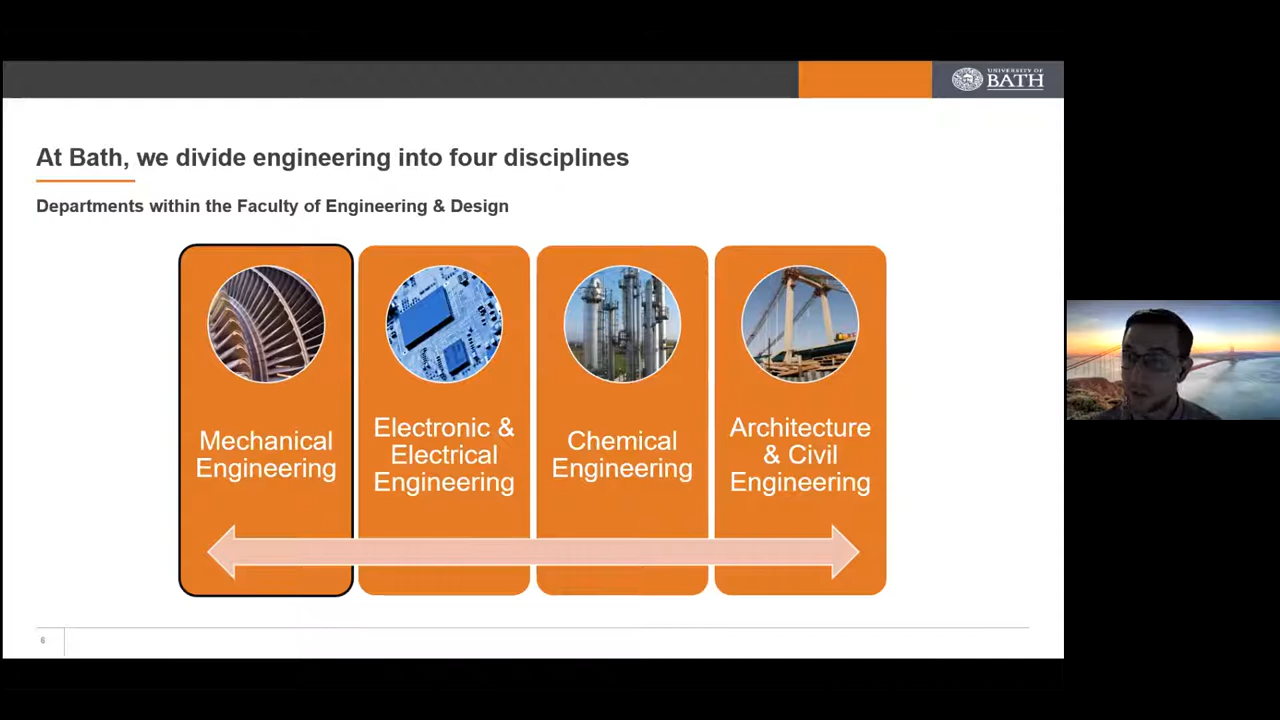 UNIVERSITY OF
BATH
At Bath, we divide engineering into four disciplines
Departments within the Faculty of Engineering & Design
Mechanical
Engineering
Electronic &
Electrical
Engineering
Chemical
Engineering
Architecture
& Civil
Engineering
6